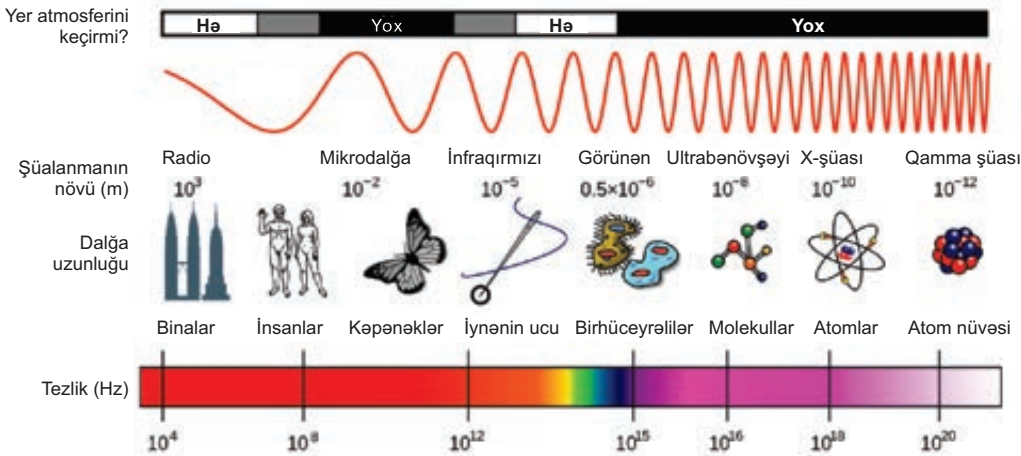 Yer atmosferini
keçirmi?
Hə Yox Hə Yox
Şüalanmanın
növü (m)
Radio Mikrodalğa İnfraqırmızı Görünən Ultrabənövşəyi X-şüası Qamma şüası
10³ 10⁻² 10⁻⁵ 0.5×10⁻⁶ 10⁻⁸ 10⁻¹⁰ 10⁻¹²
Dalğa
uzunluğu
Binalar İnsanlar Kəpənəklər İynənin ucu Birhüceyrəlilər Molekullar Atomlar Atom nüvəsi
Tezlik (Hz)
10⁴ 10⁸ 10¹² 10¹⁵ 10¹⁶ 10¹⁸ 10²⁰